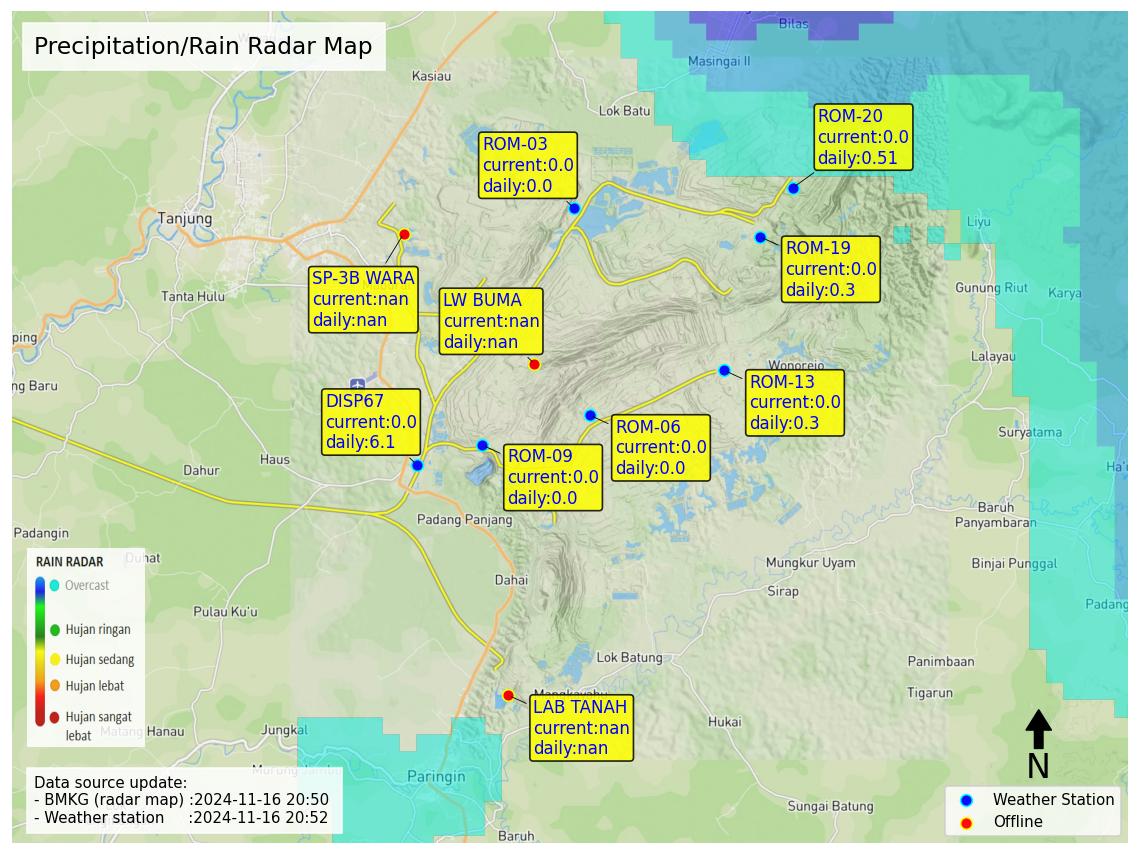 Precipitation/Rain Radar Map
Bilas
Masingai II
Kasiau
Lok Batu
ROM-20
current:0.0
daily:0.51
ROM-03
current:0.0
daily:0.0
Tanjung
Liyu
ROM-19
current:0.0
daily:0.3
SP-3B WARA
current:nan
daily:nan
Tanta Hulu
LW BUMA
current:nan
daily:nan
Gunung Riut
Karya
ping
Lalayau
ng Baru
Wonorejo
ROM-13
current:0.0
daily:0.3
DISP67
current:0.0
daily:6.1
ROM-06
current:0.0
daily:0.0
Suryatama
ROM-09
current:0.0
daily:0.0
Haus
Dahur
Ha'u
Baruh
Panyambaran
Padang Panjang
Padangin
Duhat
Mungkur Uyam
Binjai Punggal
RAIN RADAR
Overcast
Hujan ringan
Hujan sedang
Hujan lebat
Hujan sangat
lebat
Dahai
Sirap
Padang
Pulau Ku'u
Lok Batung
Panimbaan
Tigarun
Mangkayahu
LAB TANAH
current:nan
daily:nan
Hukai
Matang Hanau
Jungkal
Murung Jambu
Paringin
N
Data source update:
- BMKG (radar map) :2024-11-16 20:50
- Weather station :2024-11-16 20:52
Sungai Batung
Baruh
Weather Station
Offline